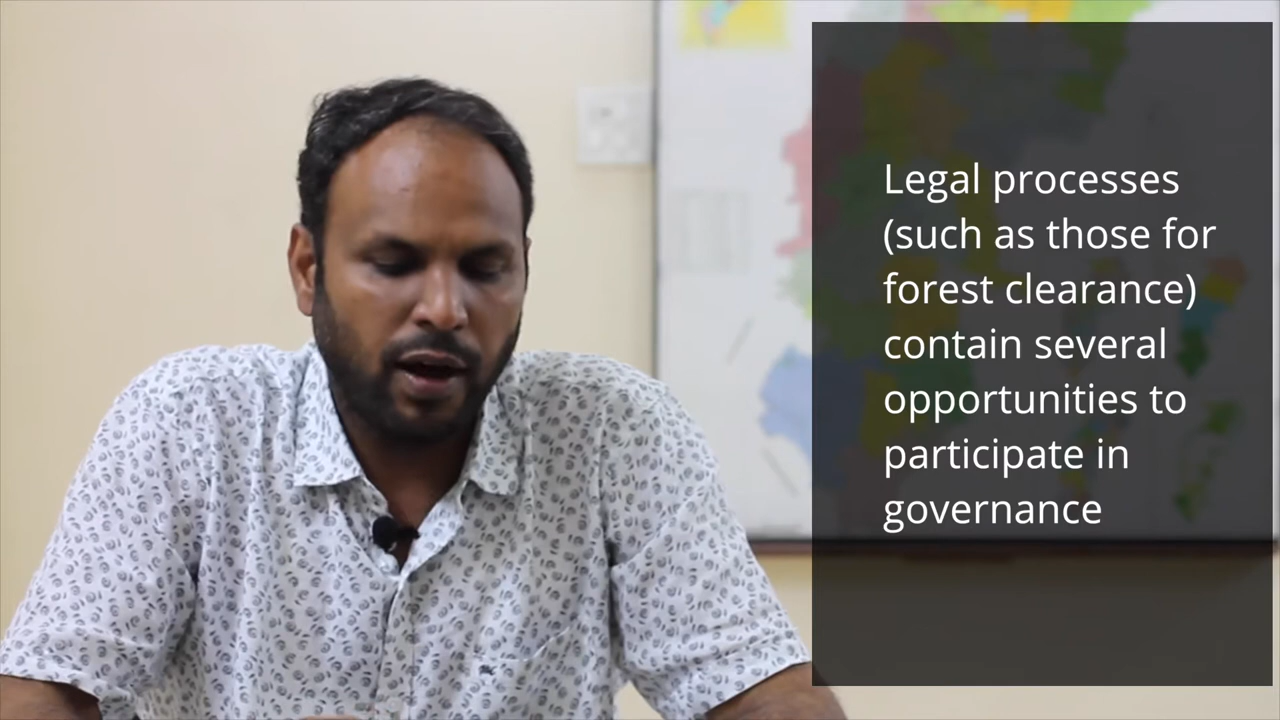 Legal processes
(such as those for
forest clearance)
contain several
opportunities to
participate in
governance